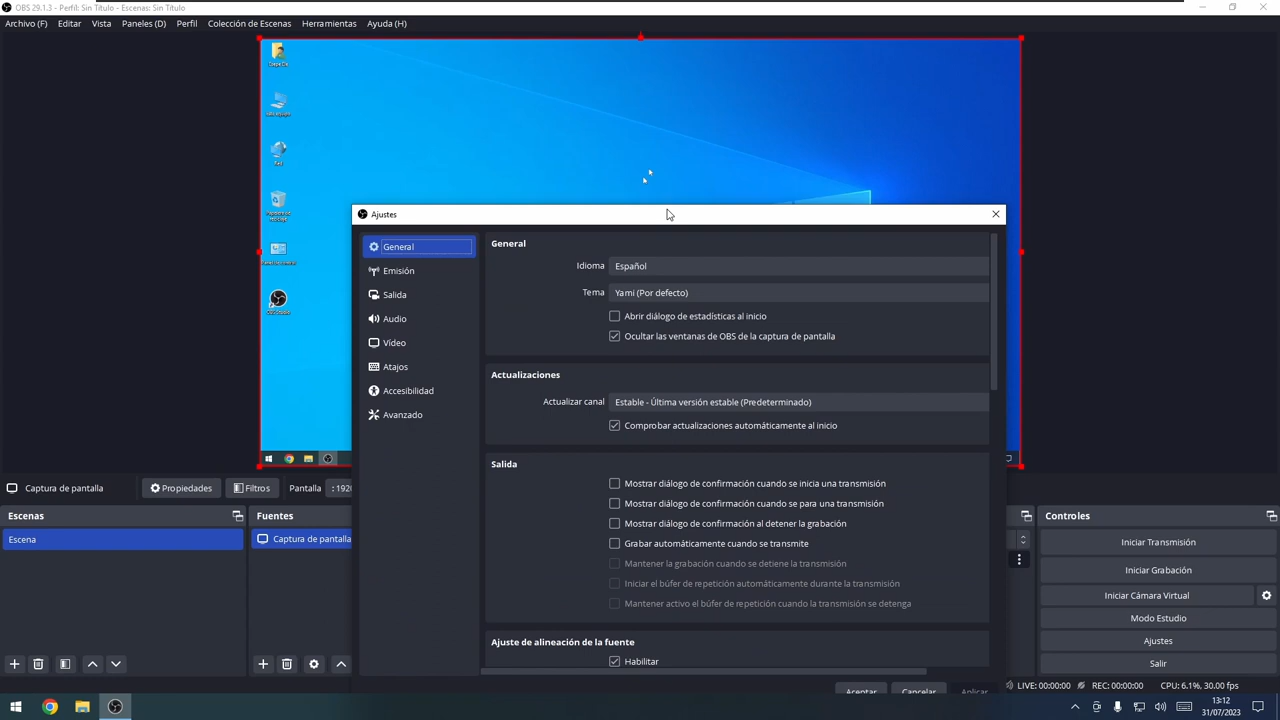 OBS 29.1.3 - Perfil: Sin Título - Escenas: Sin Título
Archivo (F) Editar Vista Paneles (D) Perfil Colección de Escenas Herramientas Ayuda (H)
Ajustes
General
Emisión
Salida
Audio
Vídeo
Atajos
Accesibilidad
Avanzado
General
Idioma Español
Tema Yami (Por defecto)
Abrir diálogo de estadísticas al inicio
Ocultar las ventanas de OBS de la captura de pantalla
Actualizaciones
Actualizar canal Estable - Última versión estable (Predeterminado)
Comprobar actualizaciones automáticamente al inicio
Salida
Mostrar diálogo de confirmación cuando se inicia una transmisión
Mostrar diálogo de confirmación cuando se para una transmisión
Mostrar diálogo de confirmación al detener la grabación
Grabar automáticamente cuando se transmite
Mantener la grabación cuando se detiene la transmisión
Iniciar el búfer de repetición automáticamente durante la transmisión
Mantener activo el búfer de repetición cuando la transmisión se detenga
Ajuste de alineación de la fuente
Habilitar
Aceptar Cancelar Aplicar
Captura de pantalla Propiedades Filtros Pantalla : 192
Escenas
Escena
Fuentes
Captura de pantalla
Controles
Iniciar Transmisión
Iniciar Grabación
Iniciar Cámara Virtual
Modo Estudio
Ajustes
Salir
LIVE: 00:00:00 REC: 00:00:00 CPU: 6.1%, 30.00 fps
13:12
31/07/2023